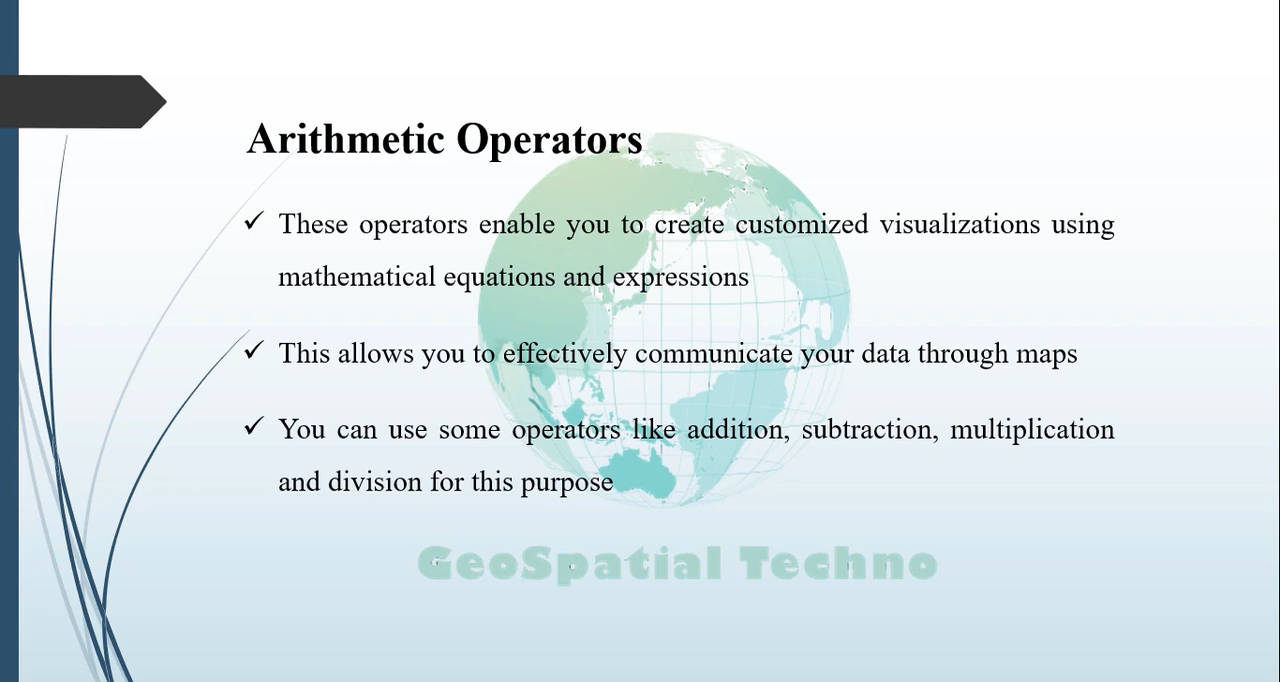 Arithmetic Operators
✓ These operators enable you to create customized visualizations using
mathematical equations and expressions
✓ This allows you to effectively communicate your data through maps
✓ You can use some operators like addition, subtraction, multiplication
and division for this purpose
GeoSpatial Techno